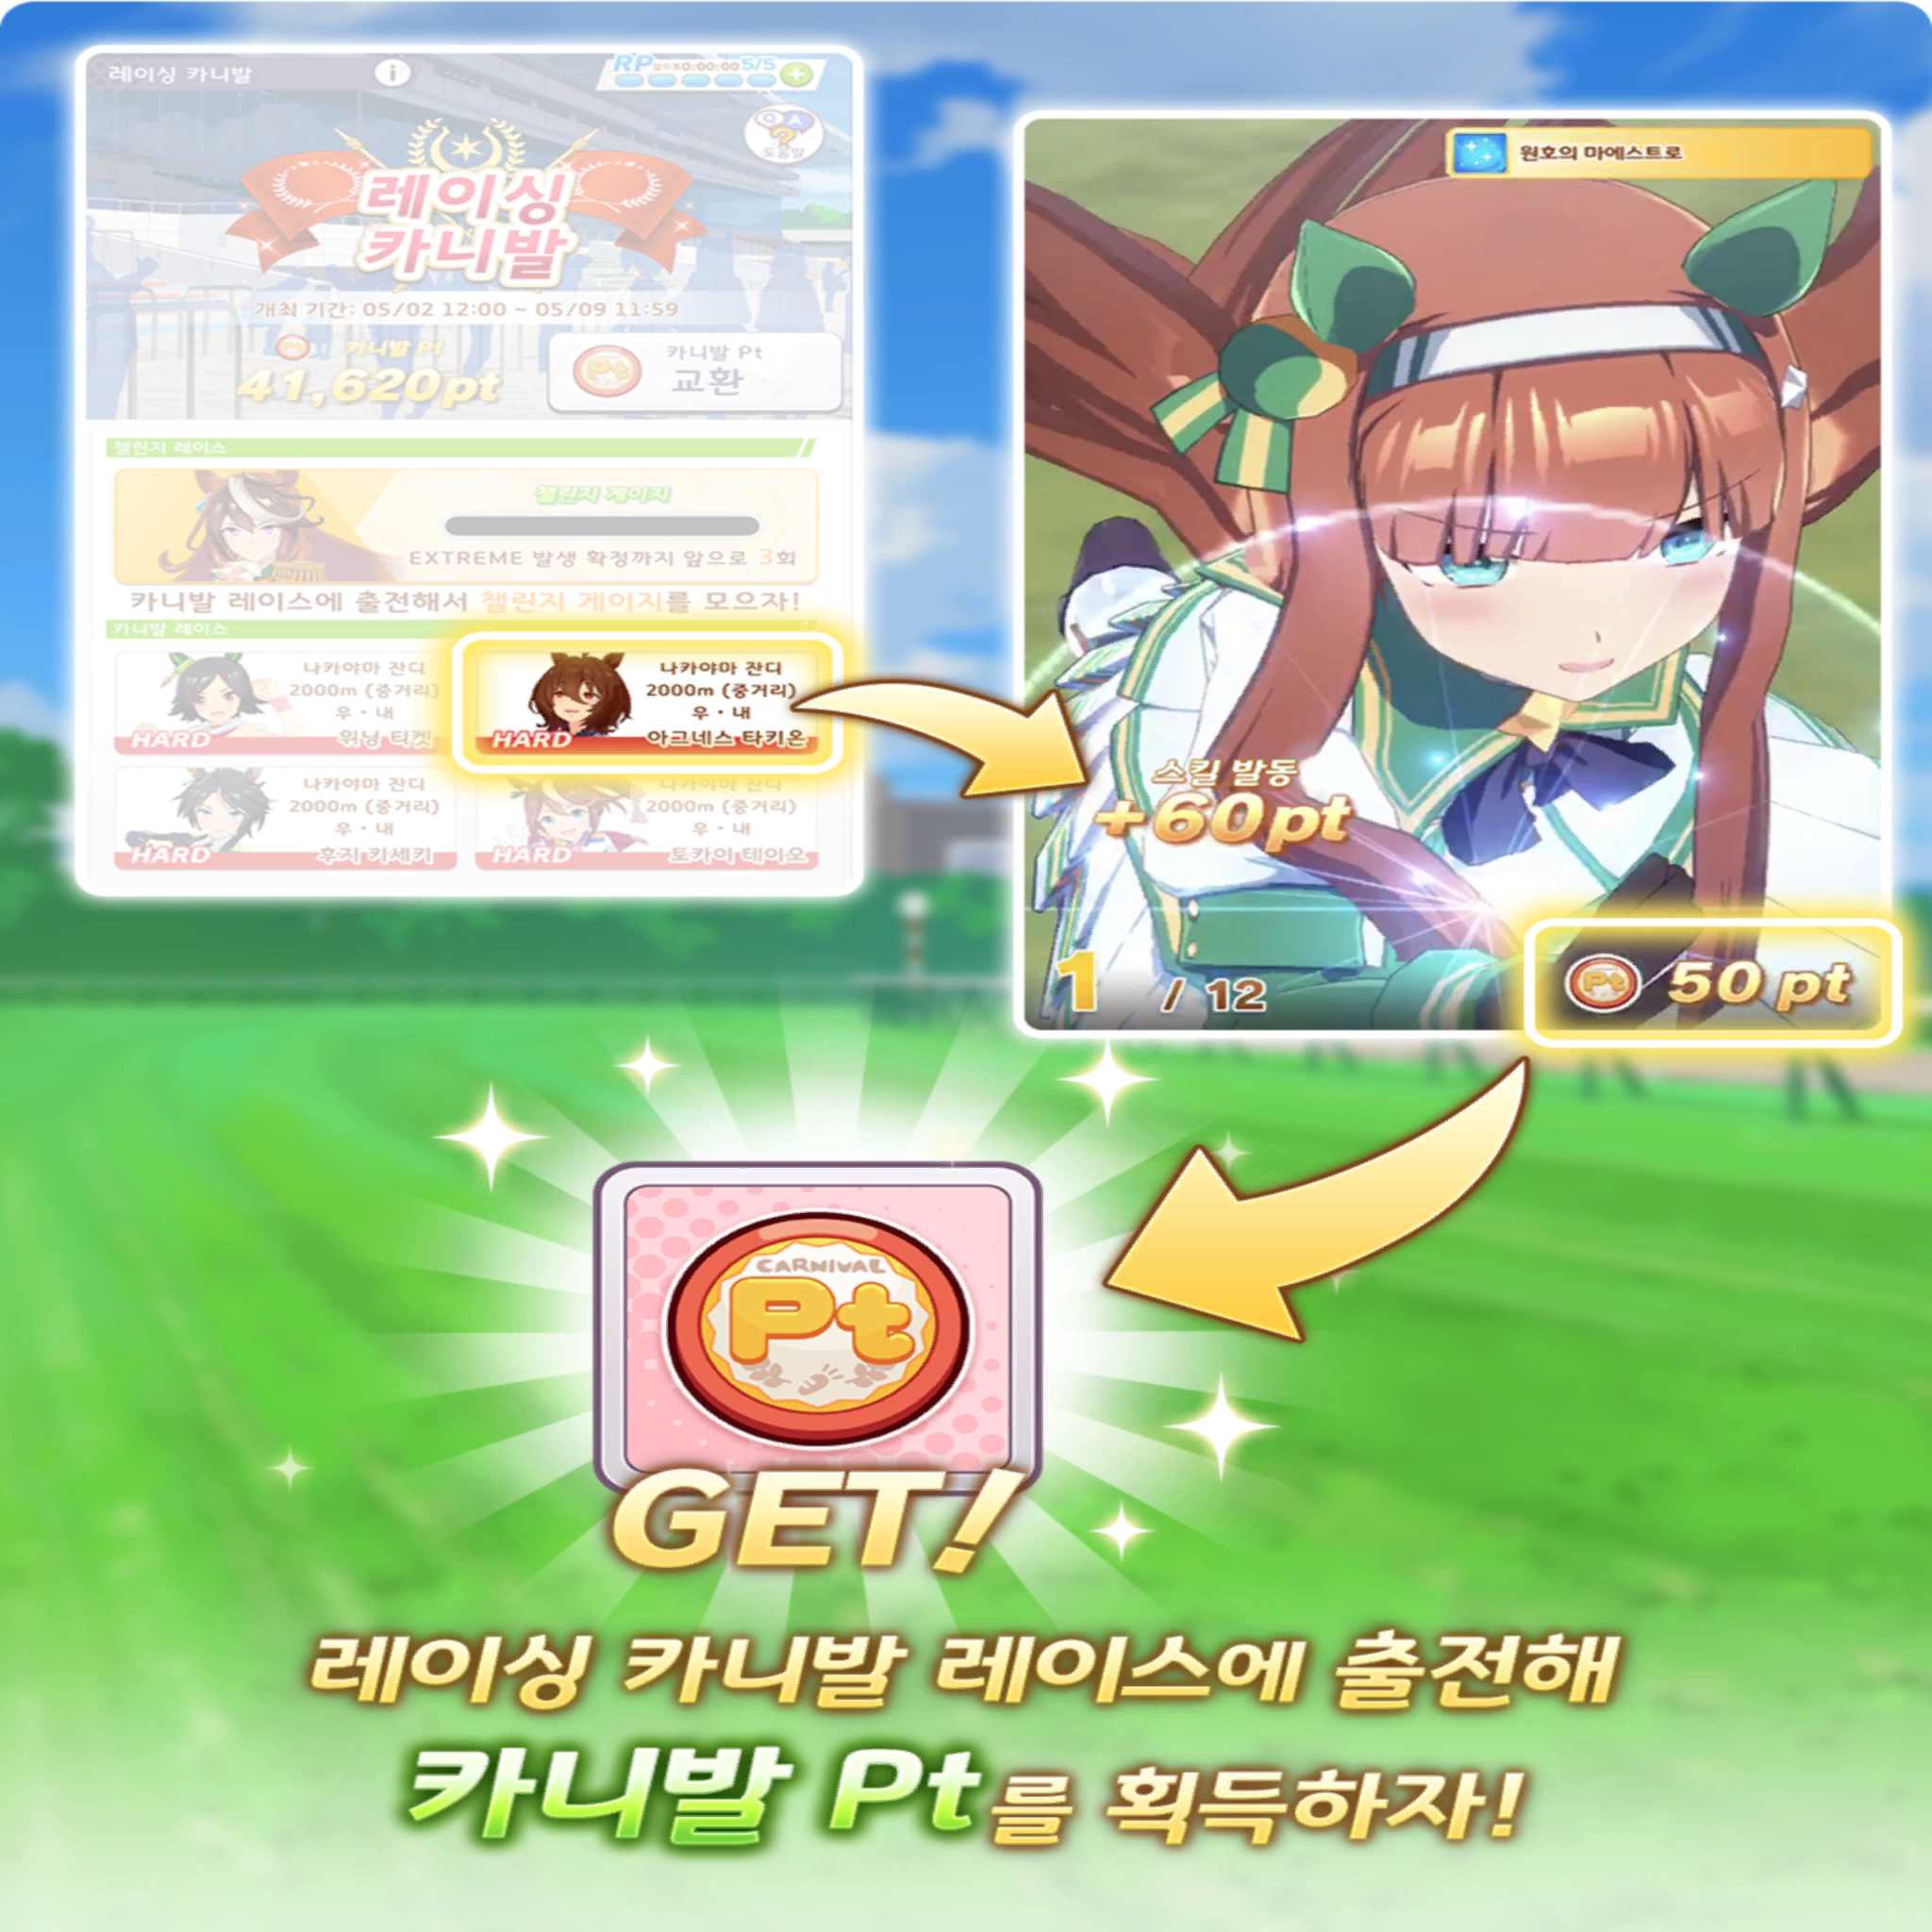 레이싱 카니발
i
RP
0:00:00 5/5
Q A
?
도움말
레이싱
카니발
개최 기간: 05/02 12:00 ~ 05/09 11:59
Pt 카니발 Pt
41,620pt
Pt
카니발 Pt
교환
챌린지 레이스
챌린지 게이지
EXTREME 발생 확정까지 앞으로 3회
카니발 레이스에 출전해서 챌린지 게이지를 모으자!
카니발 레이스
나카야마 잔디
2000m (중거리)
우 · 내
HARD 위닝 티켓
나카야마 잔디
2000m (중거리)
우 · 내
HARD 아그네스 타키온
나카야마 잔디
2000m (중거리)
우 · 내
HARD 후지 키세키
나카야마 잔디
2000m (중거리)
우 · 내
HARD 토카이 테이오
원호의 마에스트로
스킬 발동
+60pt
1 / 12
Pt 50 pt
CARNIVAL
Pt
GET!
레이싱 카니발 레이스에 출전해
카니발 Pt를 획득하자!